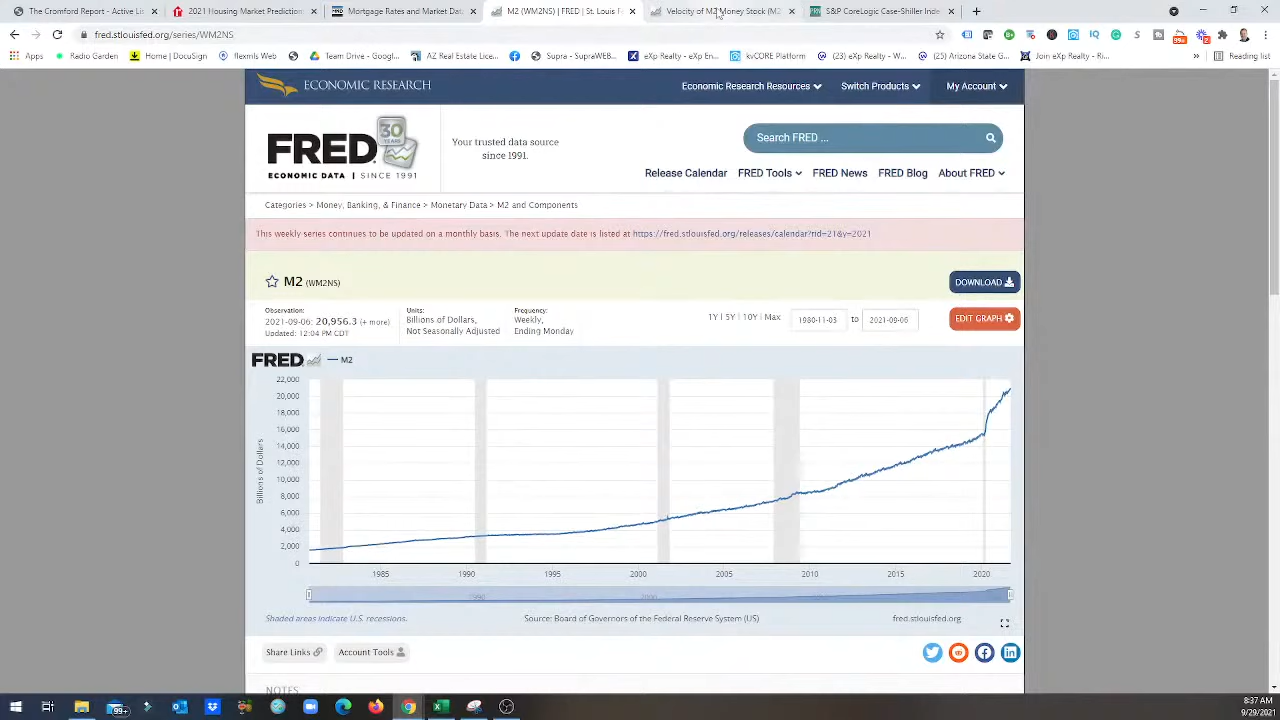 The Cromford Report - Active Lis
2021 Housing Market Prediction
Mortgage Rates and Market Dat
M2 (WM2NS) | FRED | St. Louis F
Velocity of M2 Money Stock (M2
S&P CoreLogic Case-Shiller Inde
fred.stlouisfed.org/series/WM2NS
Apps
Radio Garden
Home | DocuSign
flexmls Web
Team Drive - Googl...
AZ Real Estate Lice...
Supra - SupraWEB...
eXp Realty - eXp En...
kvCORE Platform
(23) eXp Realty - W...
(25) Arizona State G...
Join eXp Realty - Ri...
Reading list
ECONOMIC RESEARCH
Economic Research Resources
Switch Products
My Account
FRED
30 YEARS
ECONOMIC DATA | SINCE 1991
Your trusted data source
since 1991.
Search FRED ...
Release Calendar
FRED Tools
FRED News
FRED Blog
About FRED
Categories > Money, Banking, & Finance > Monetary Data > M2 and Components
This weekly series continues to be updated on a monthly basis. The next update date is listed at https://fred.stlouisfed.org/releases/calendar?rid=21&y=2021
M2 (WM2NS)
DOWNLOAD
Observation:
2021-09-06: 20,956.3 (+ more)
Updated: 12:04 PM CDT
Units:
Billions of Dollars,
Not Seasonally Adjusted
Frequency:
Weekly,
Ending Monday
1Y | 5Y | 10Y | Max
1980-11-03 to 2021-09-06
EDIT GRAPH
FRED
M2
22,000
20,000
18,000
16,000
14,000
12,000
10,000
8,000
6,000
4,000
2,000
0
Billions of Dollars
1985
1990
1995
2000
2005
2010
2015
2020
1990
2000
Shaded areas indicate U.S. recessions.
Source: Board of Governors of the Federal Reserve System (US)
fred.stlouisfed.org
Share Links
Account Tools
NOTES
8:37 AM
9/29/2021